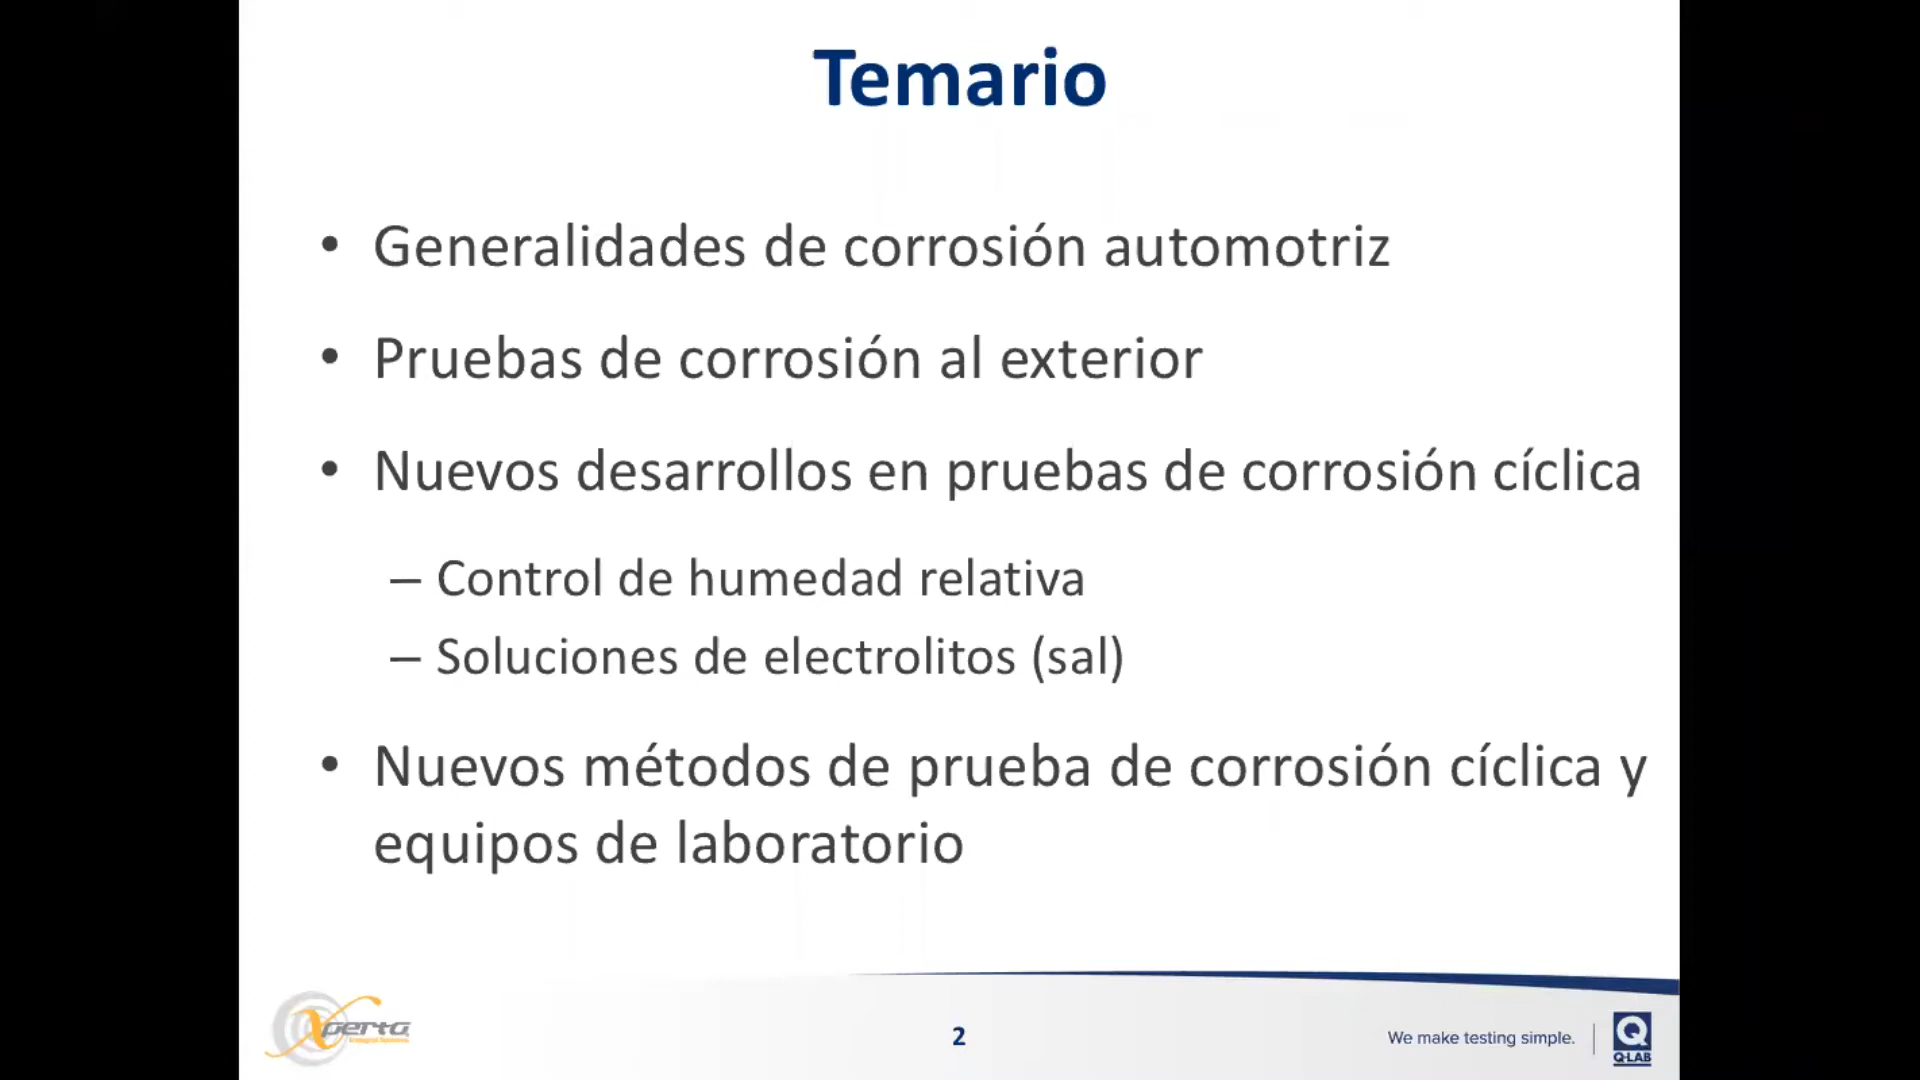 Temario
• Generalidades de corrosión automotriz
• Pruebas de corrosión al exterior
• Nuevos desarrollos en pruebas de corrosión cíclica
– Control de humedad relativa
– Soluciones de electrolitos (sal)
• Nuevos métodos de prueba de corrosión cíclica y
equipos de laboratorio
Xperta
2
We make testing simple.
Q
Q-LAB